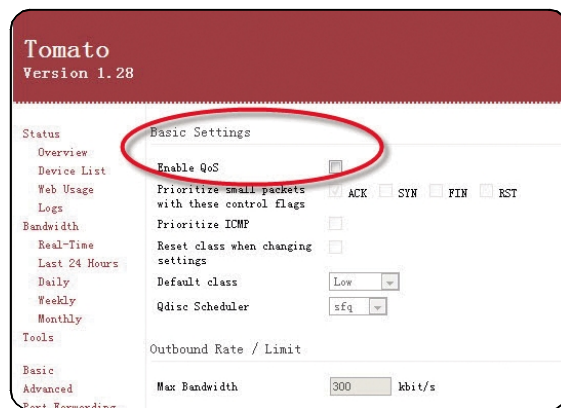 Tomato
Version 1.28
Status
Overview
Device List
Web Usage
Logs
Bandwidth
Real-Time
Last 24 Hours
Daily
Weekly
Monthly
Tools
Basic
Advanced
Port Forwarding
Basic Settings
Enable QoS
Prioritize small packets
with these control flags
ACK SYN FIN RST
Prioritize ICMP
Reset class when changing
settings
Default class Low
Qdisc Scheduler sfq
Outbound Rate / Limit
Max Bandwidth 300 kbit/s